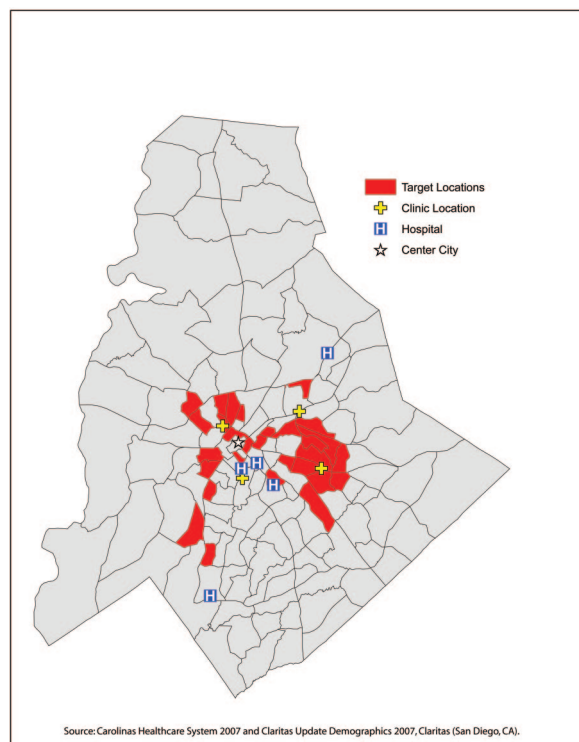 Target Locations
Clinic Location
H Hospital
Center City
H
H
H
H
H
Source: Carolinas Healthcare System 2007 and Claritas Update Demographics 2007, Claritas (San Diego, CA).